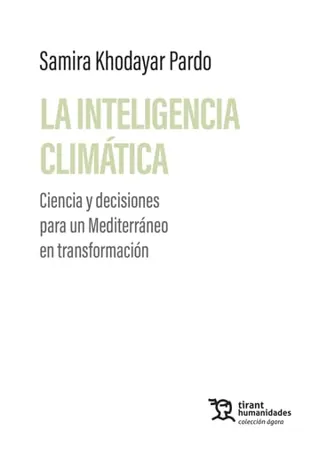 Samira Khodayar Pardo
LA INTELIGENCIA
CLIMÁTICA
Ciencia y decisiones
para un Mediterráneo
en transformación
tirant
humanidades
colección ágora